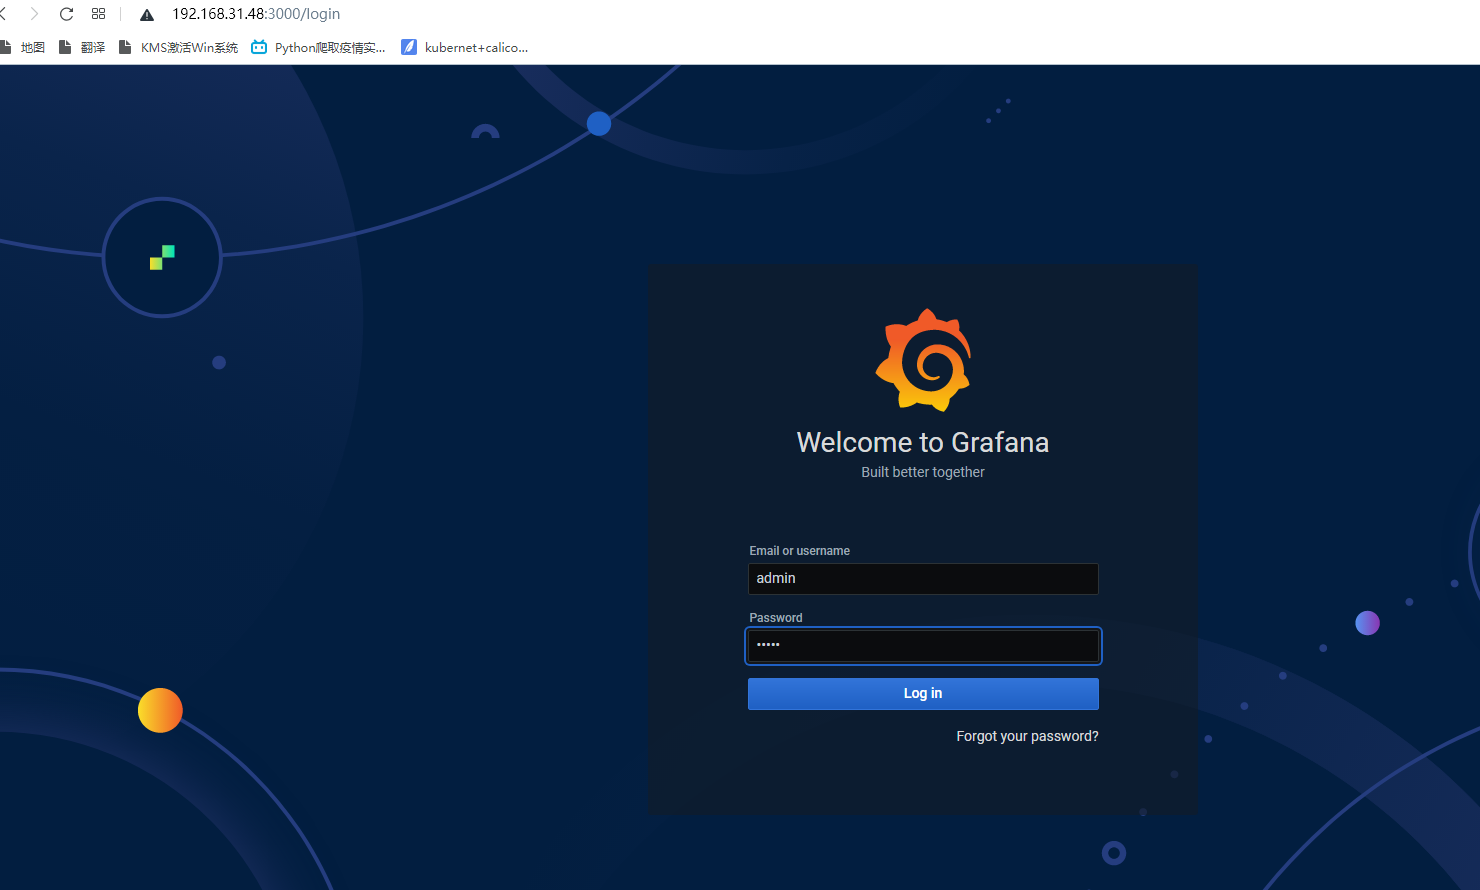 192.168.31.48:3000/login
地图 翻译 KMS激活Win系统 Python爬取疫情实... kubernet+calico...
Welcome to Grafana
Built better together
Email or username
admin
Password
•••••
Log in
Forgot your password?